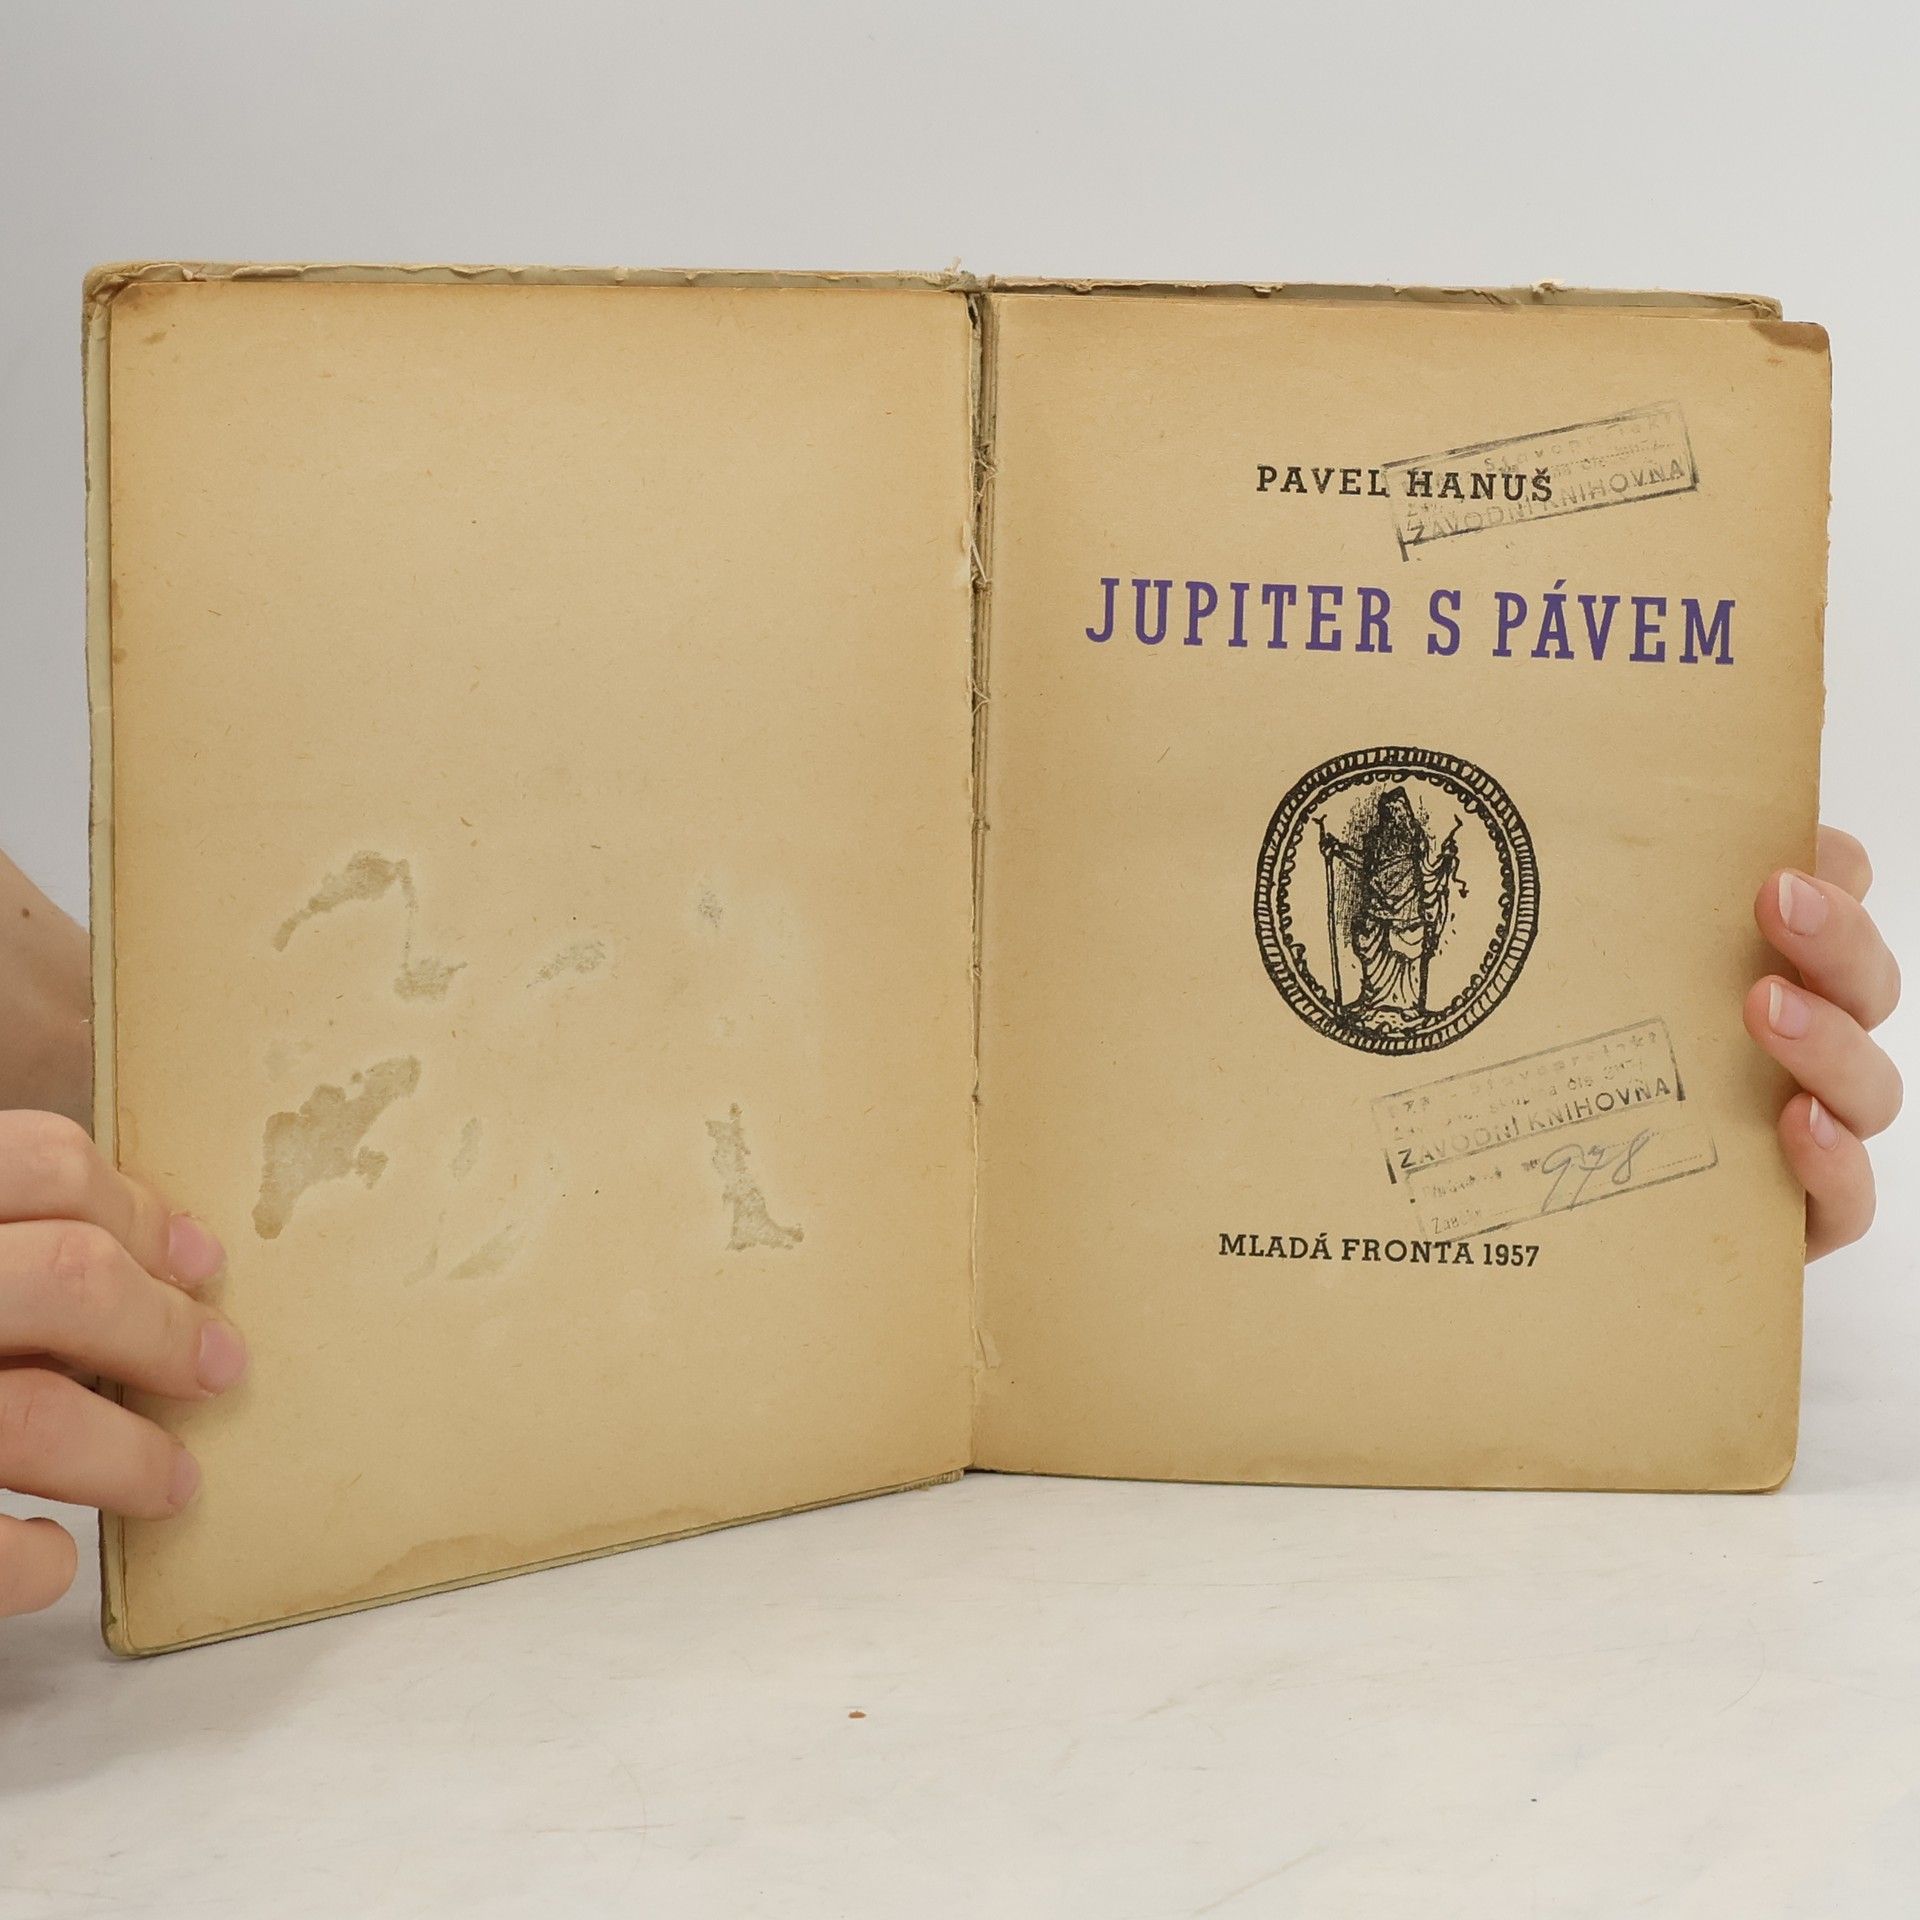 PAVEL HANUŠ
ZÁVODNÍ KNIHOVNA
JUPITER S PÁVEM
ZÁVODNÍ KNIHOVNA
978
MLADÁ FRONTA 1957